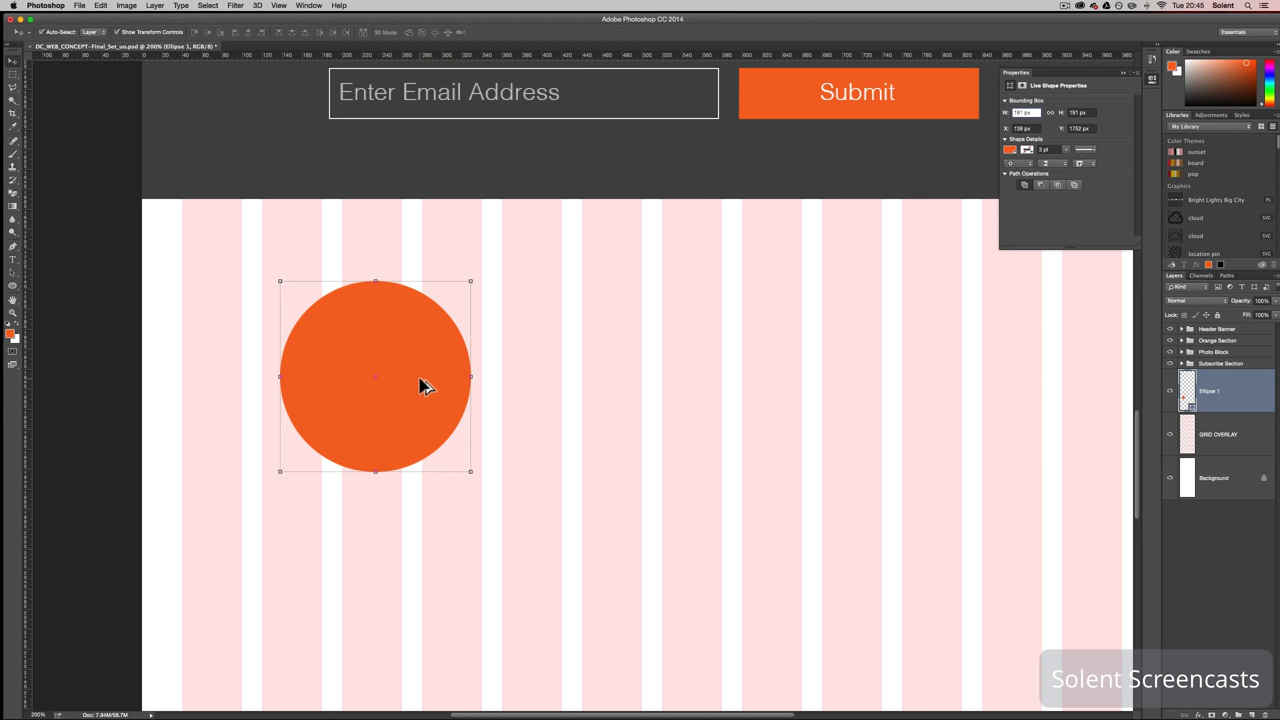 Photoshop File Edit Image Layer Type Select Filter 3D View Window Help
Tue 20:45 Solent
Adobe Photoshop CC 2014
Auto-Select: Layer Show Transform Controls 3D Mode: Essentials
DC_WEB_CONCEPT-Final_Set_uo.psd @ 200% (Ellipse 1, RGB/8) *
Enter Email Address
Submit
Properties
Live Shape Properties
Bounding Box
W: 191 px H: 191 px
X: 138 px Y: 1752 px
Shape Details
3 pt
Path Operations
Color Swatches
Libraries Adjustments Styles
My Library
Color Themes
sunset
board
pop
Graphics
Bright Lights Big City Ps
cloud SVC
cloud SVC
location pin SVC
Layers Channels Paths
Kind
Normal Opacity: 100%
Lock: Fill: 100%
Header Banner
Orange Section
Photo Block
Subscribe Section
Ellipse 1
GRID OVERLAY
Background
Solent Screencasts
200% Doc: 7.94M/58.7M